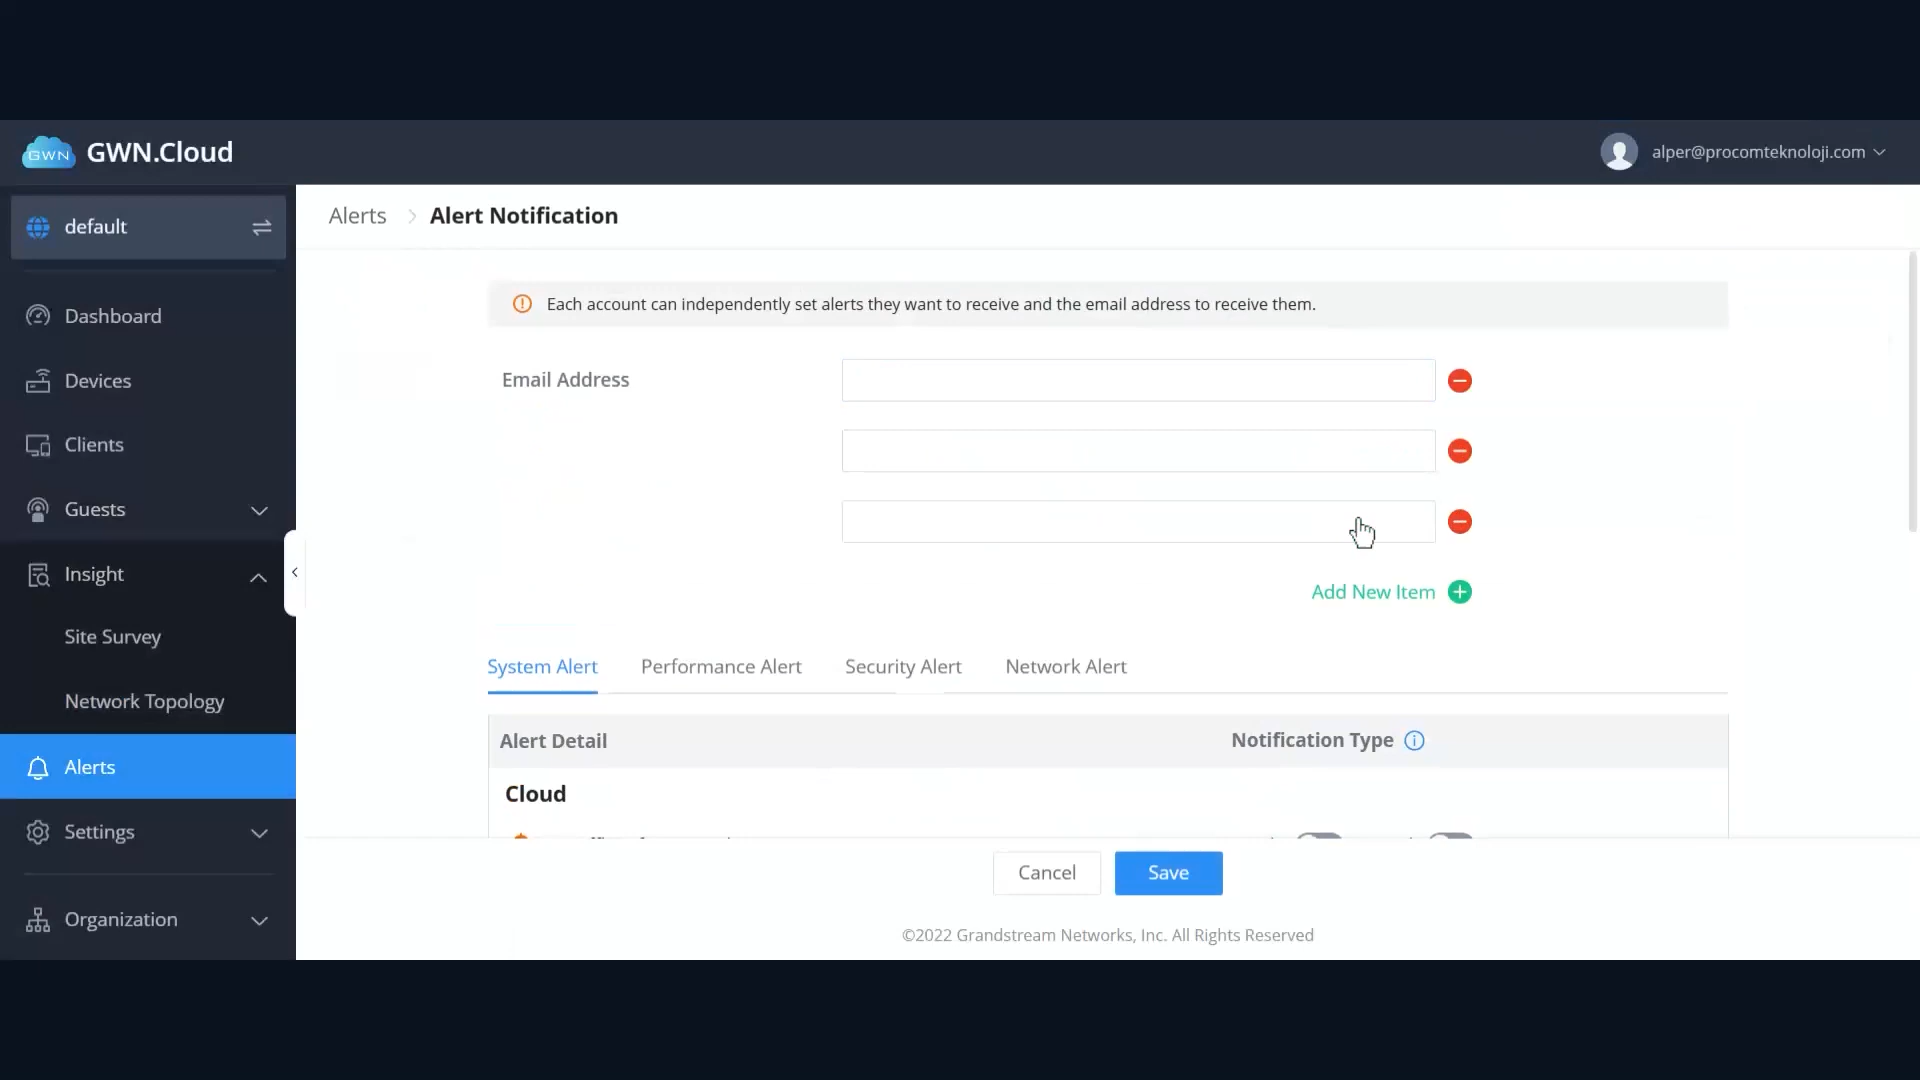 GWN GWN.Cloud
alper@procomteknoloji.com
default
Dashboard
Devices
Clients
Guests
Insight
Site Survey
Network Topology
Alerts
Settings
Organization
Alerts > Alert Notification
Each account can independently set alerts they want to receive and the email address to receive them.
Email Address
Add New Item
System Alert Performance Alert Security Alert Network Alert
Alert Detail Notification Type
Cloud
Cancel Save
©2022 Grandstream Networks, Inc. All Rights Reserved